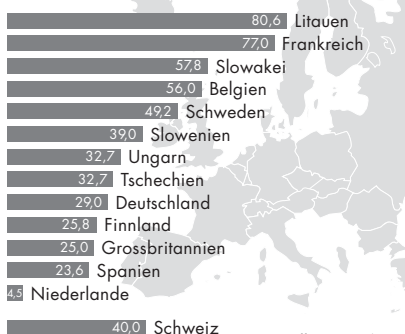 80,6 Litauen
77,0 Frankreich
57,8 Slowakei
56,0 Belgien
49,2 Schweden
39,0 Slowenien
32,7 Ungarn
32,7 Tschechien
29,0 Deutschland
25,8 Finnland
25,0 Grossbritannien
23,6 Spanien
4,5 Niederlande
40,0 Schweiz